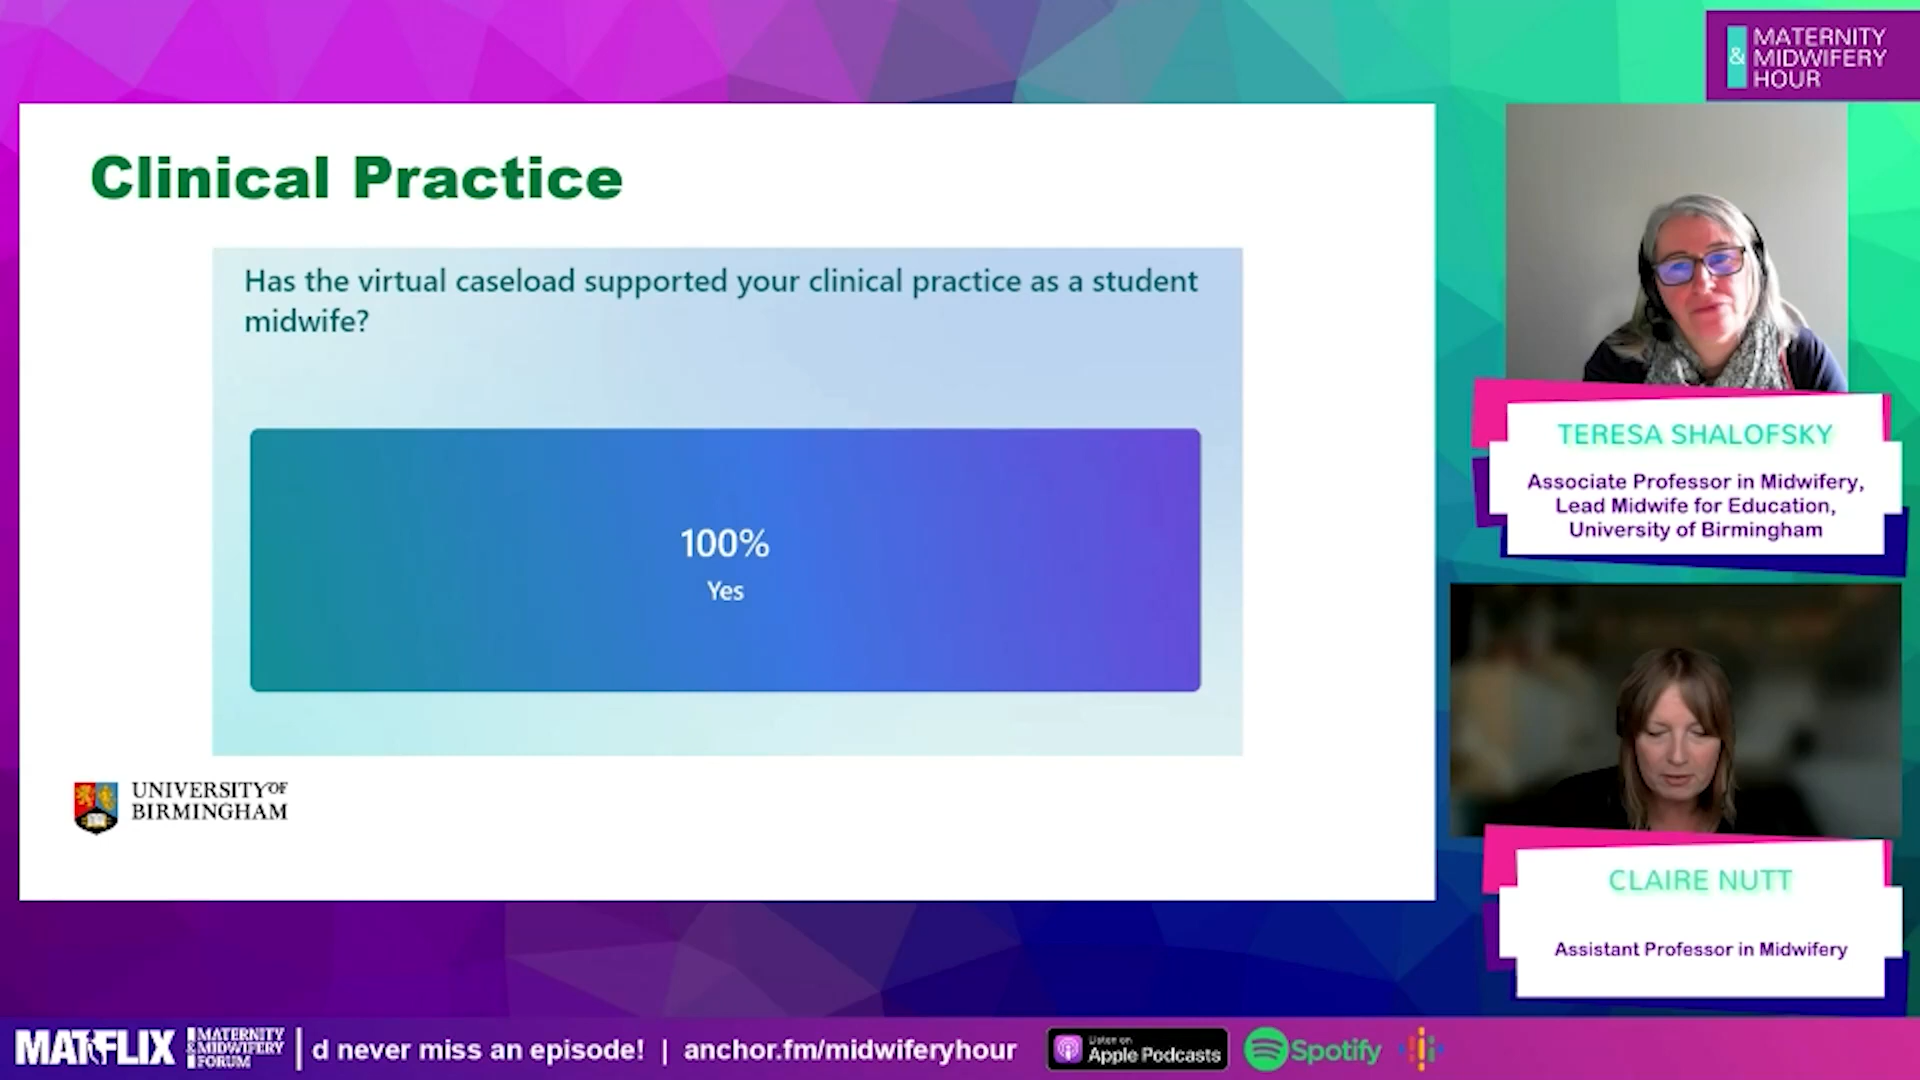 MATERNITY
& MIDWIFERY
HOUR
Clinical Practice
Has the virtual caseload supported your clinical practice as a student
midwife?
100%
Yes
UNIVERSITY OF
BIRMINGHAM
TERESA SHALOFSKY
Associate Professor in Midwifery,
Lead Midwife for Education,
University of Birmingham
CLAIRE NUTT
Assistant Professor in Midwifery
MATFLIX
MATERNITY
& MIDWIFERY
FORUM
d never miss an episode! | anchor.fm/midwiferyhour
Listen on
Apple Podcasts
Spotify